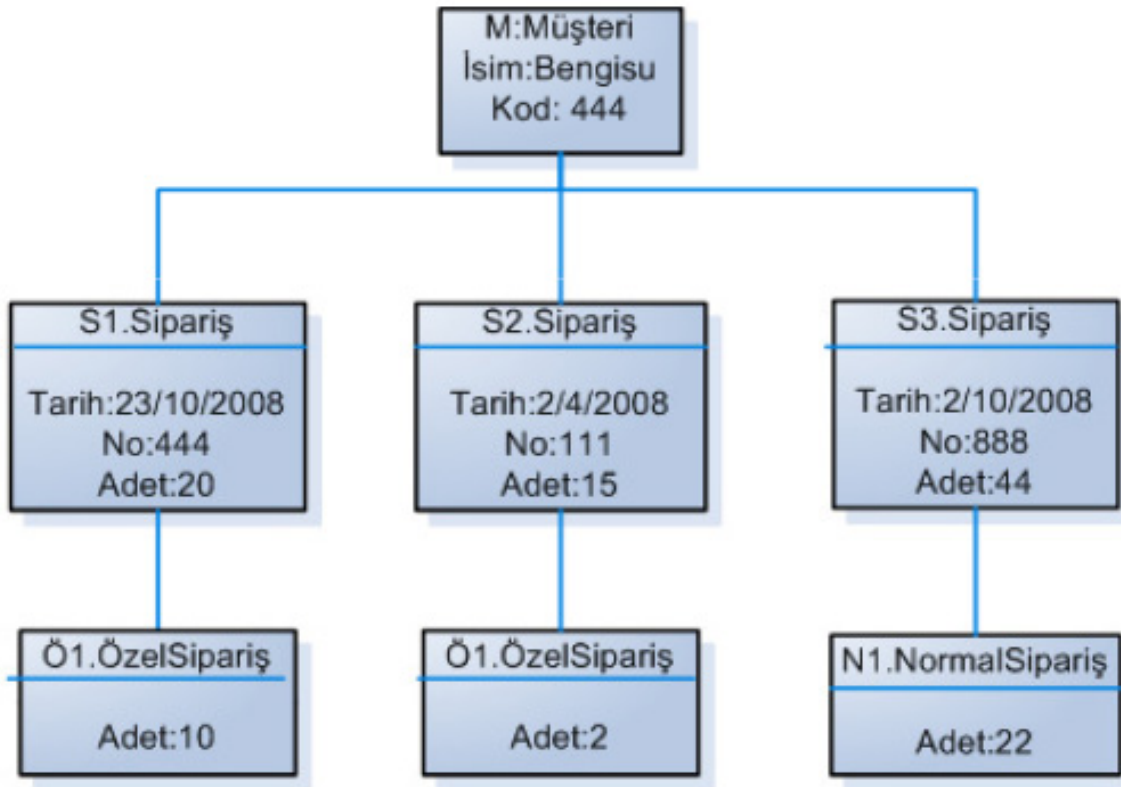 M:Müşteri
İsim:Bengisu
Kod: 444
S1.Sipariş
Tarih:23/10/2008
No:444
Adet:20
S2.Sipariş
Tarih:2/4/2008
No:111
Adet:15
S3.Sipariş
Tarih:2/10/2008
No:888
Adet:44
Ö1.ÖzelSipariş
Adet:10
Ö1.ÖzelSipariş
Adet:2
N1.NormalSipariş
Adet:22